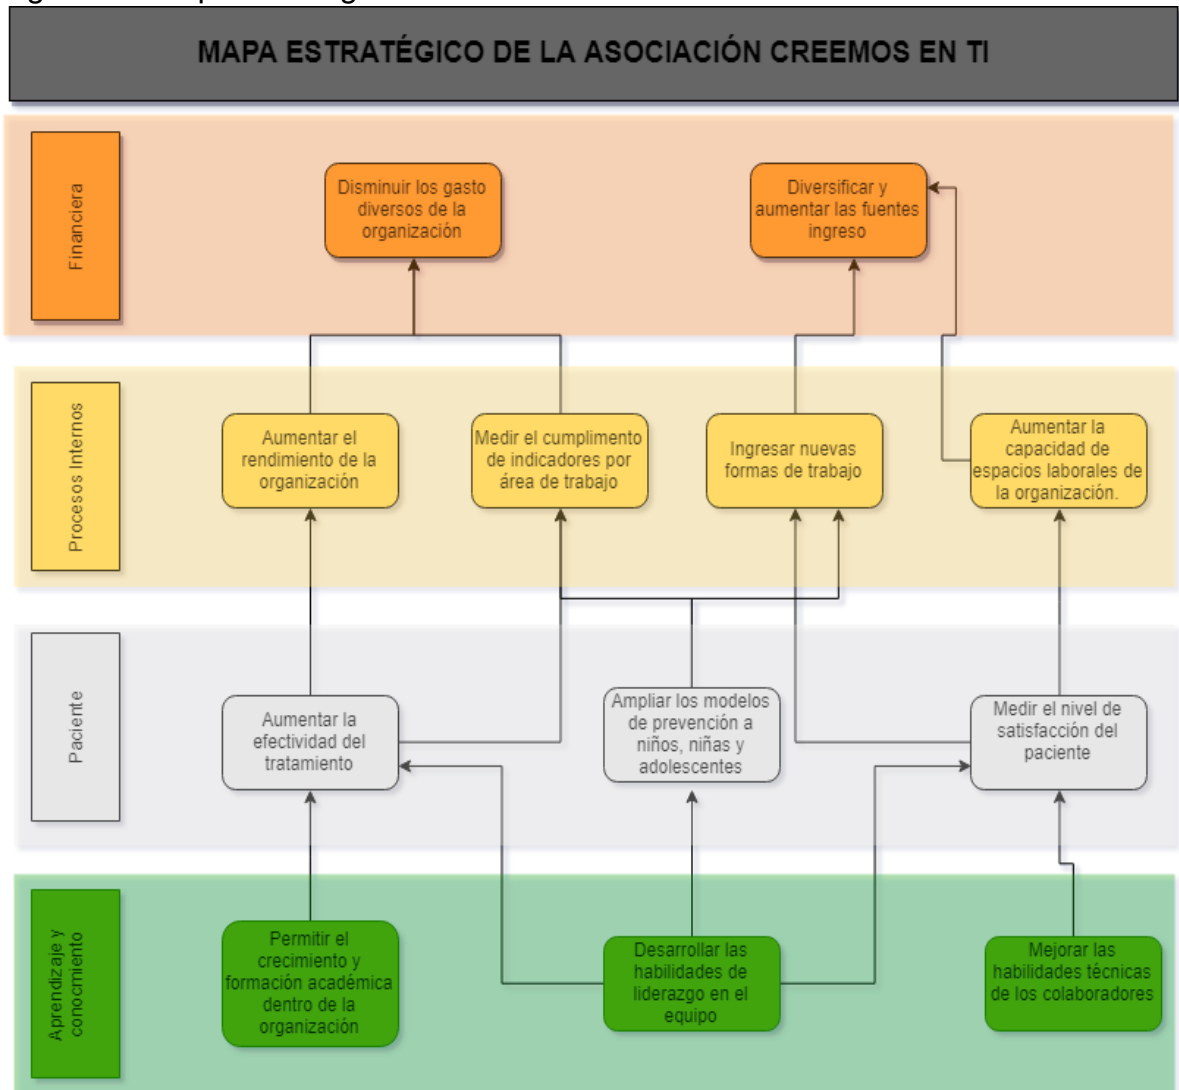 MAPA ESTRATÉGICO DE LA ASOCIACIÓN CREEMOS EN TI
Financiera
Disminuir los gasto
diversos de la
organización
Diversificar y
aumentar las fuentes
ingreso
Procesos Internos
Aumentar el
rendimiento de la
organización
Medir el cumplimento
de indicadores por
área de trabajo
Ingresar nuevas
formas de trabajo
Aumentar la
capacidad de
espacios laborales de
la organización.
Paciente
Aumentar la
efectividad del
tratamiento
Ampliar los modelos
de prevención a
niños, niñas y
adolescentes
Medir el nivel de
satisfacción del
paciente
Aprendizaje y
conocmiento
Permitir el
crecimiento y
formación académica
dentro de la
organización
Desarrollar las
habilidades de
liderazgo en el
equipo
Mejorar las
habilidades técnicas
de los colaboradores